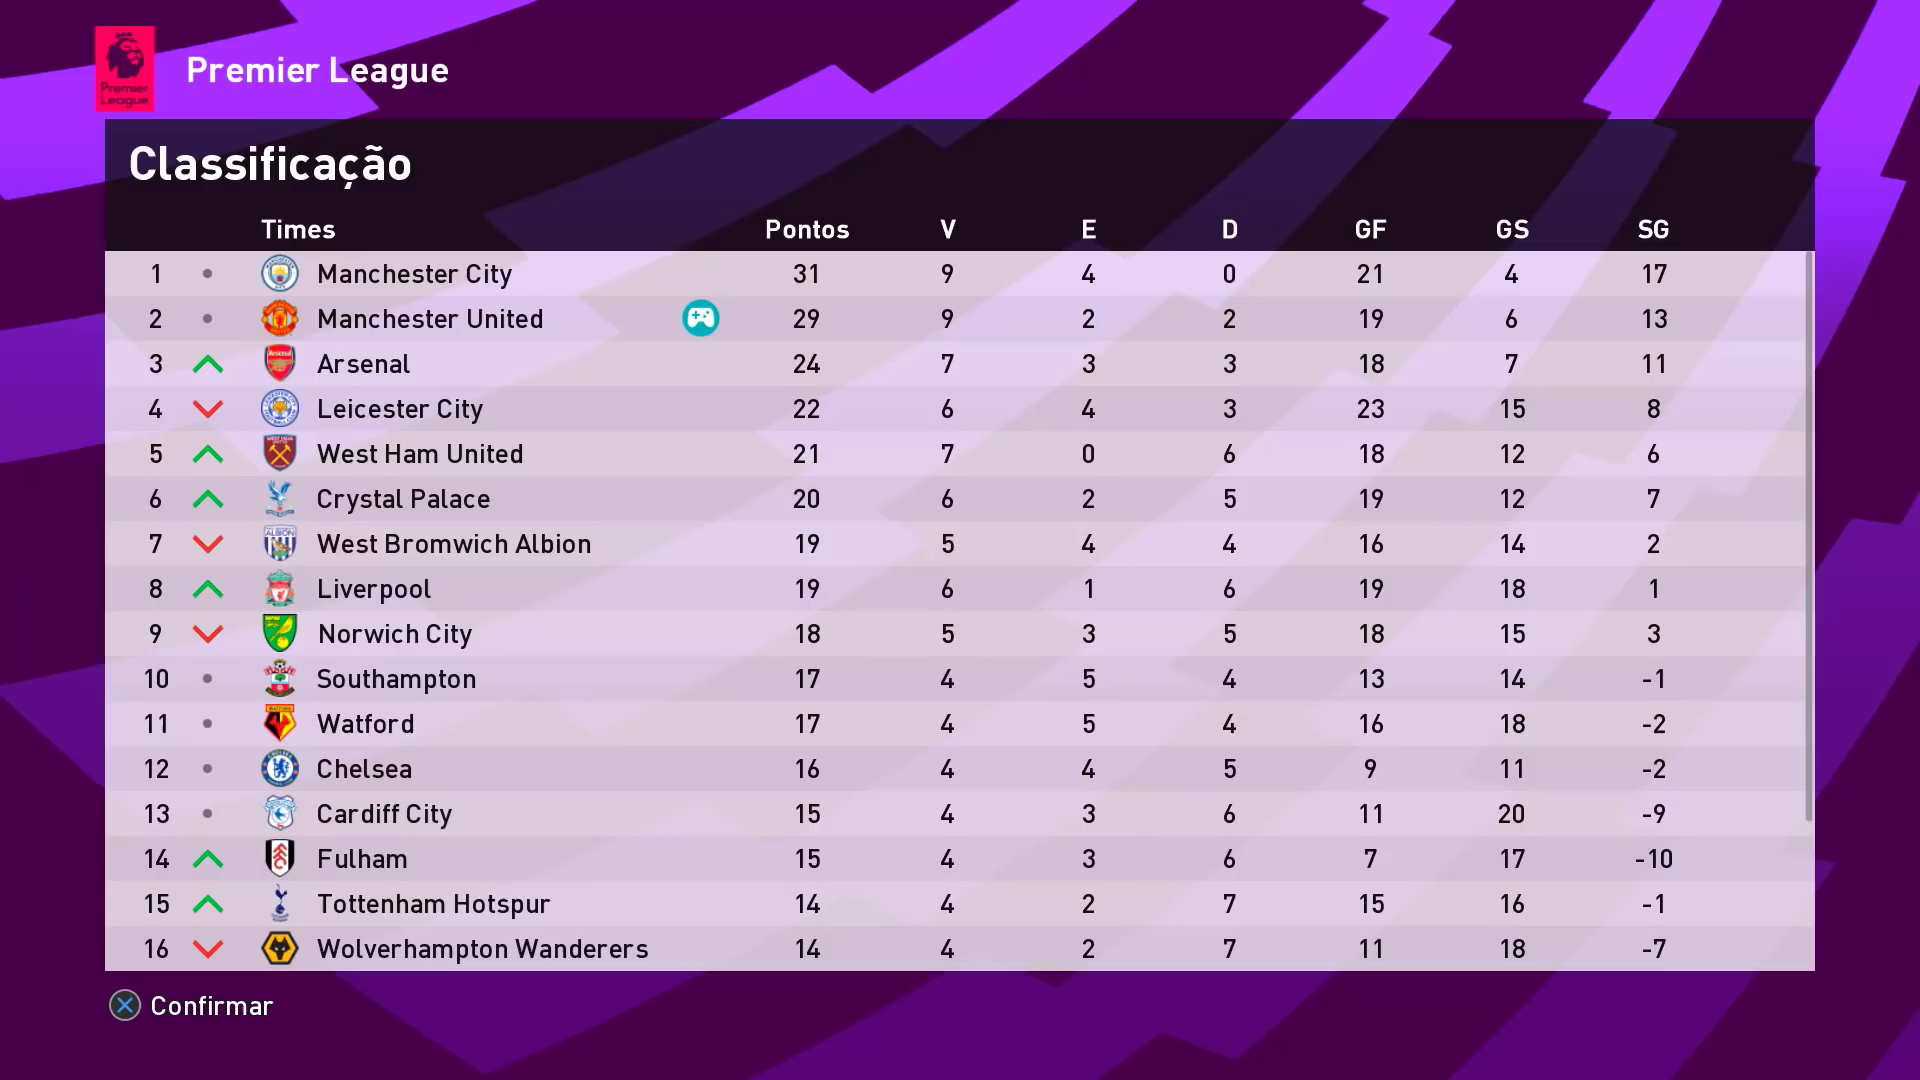 Premier League
Premier League
Classificação
Times Pontos V E D GF GS SG
1 Manchester City 31 9 4 0 21 4 17
2 Manchester United 29 9 2 2 19 6 13
3 Arsenal 24 7 3 3 18 7 11
4 Leicester City 22 6 4 3 23 15 8
5 West Ham United 21 7 0 6 18 12 6
6 Crystal Palace 20 6 2 5 19 12 7
7 West Bromwich Albion 19 5 4 4 16 14 2
8 Liverpool 19 6 1 6 19 18 1
9 Norwich City 18 5 3 5 18 15 3
10 Southampton 17 4 5 4 13 14 -1
11 Watford 17 4 5 4 16 18 -2
12 Chelsea 16 4 4 5 9 11 -2
13 Cardiff City 15 4 3 6 11 20 -9
14 Fulham 15 4 3 6 7 17 -10
15 Tottenham Hotspur 14 4 2 7 15 16 -1
16 Wolverhampton Wanderers 14 4 2 7 11 18 -7
Confirmar